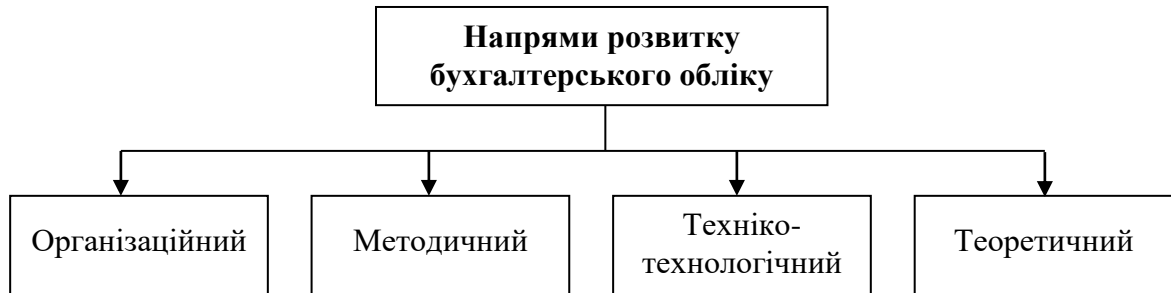 Напрями розвитку
бухгалтерського обліку
Організаційний
Методичний
Техніко-
технологічний
Теоретичний